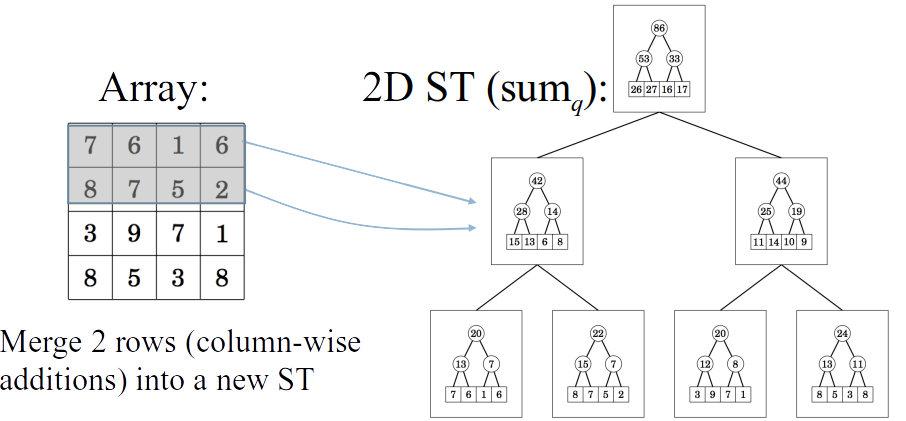 Array:
7 6 1 6
8 7 5 2
3 9 7 1
8 5 3 8
Merge 2 rows (column-wise
additions) into a new ST
2D ST (sumq):
86
53 33
26 27 16 17
42
28 14
15 13 6 8
44
25 19
11 14 10 9
20
13 7
7 6 1 6
22
15 7
8 7 5 2
20
12 8
3 9 7 1
24
13 11
8 5 3 8